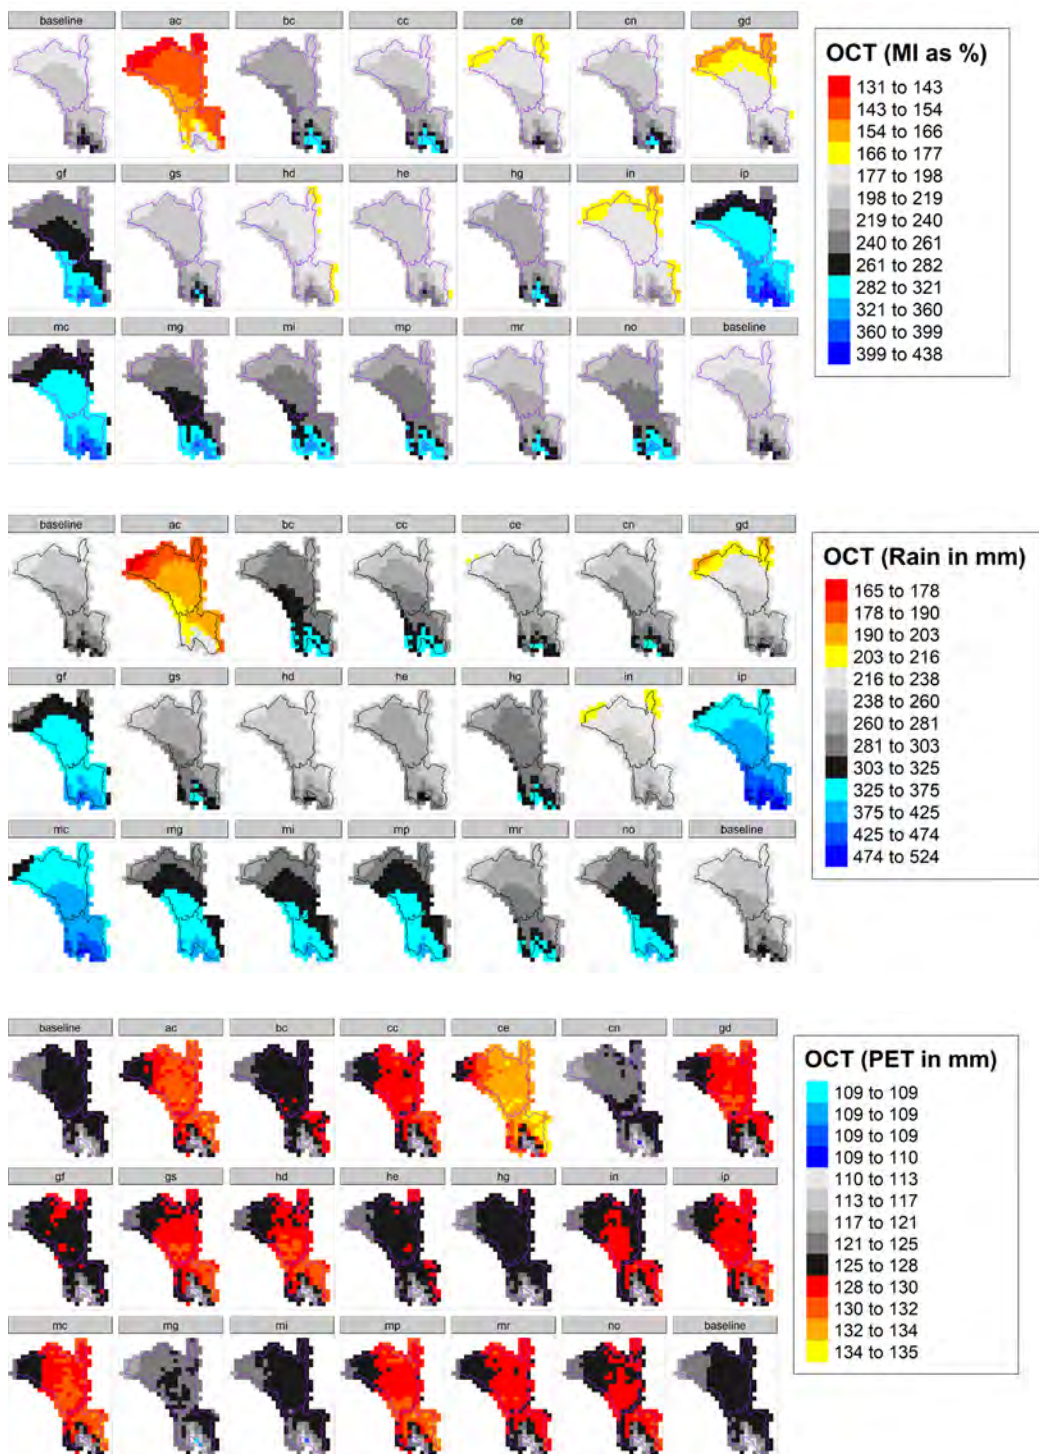 baseline ac bc cc ce cn gd
OCT (MI as %)
131 to 143
143 to 154
154 to 166
166 to 177
177 to 198
198 to 219
219 to 240
240 to 261
261 to 282
282 to 321
321 to 360
360 to 399
399 to 438
gf gs hd he hg in ip
mc mg mi mp mr no baseline
baseline ac bc cc ce cn gd
OCT (Rain in mm)
165 to 178
178 to 190
190 to 203
203 to 216
216 to 238
238 to 260
260 to 281
281 to 303
303 to 325
325 to 375
375 to 425
425 to 474
474 to 524
gf gs hd he hg in ip
mc mg mi mp mr no baseline
baseline ac bc cc ce cn gd
OCT (PET in mm)
109 to 109
109 to 109
109 to 109
109 to 110
110 to 113
113 to 117
117 to 121
121 to 125
125 to 128
128 to 130
130 to 132
132 to 134
134 to 135
gf gs hd he hg in ip
mc mg mi mp mr no baseline